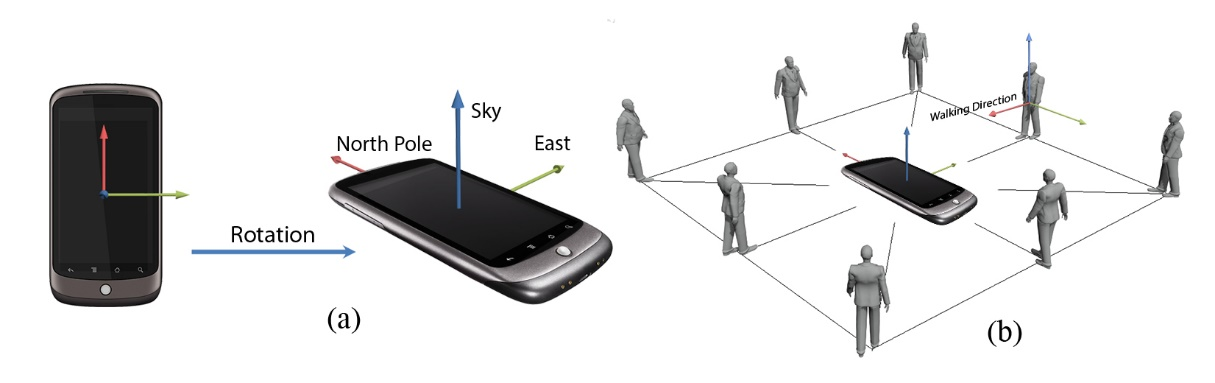 Sky
North Pole
East
Rotation
(a)
Walking Direction
(b)